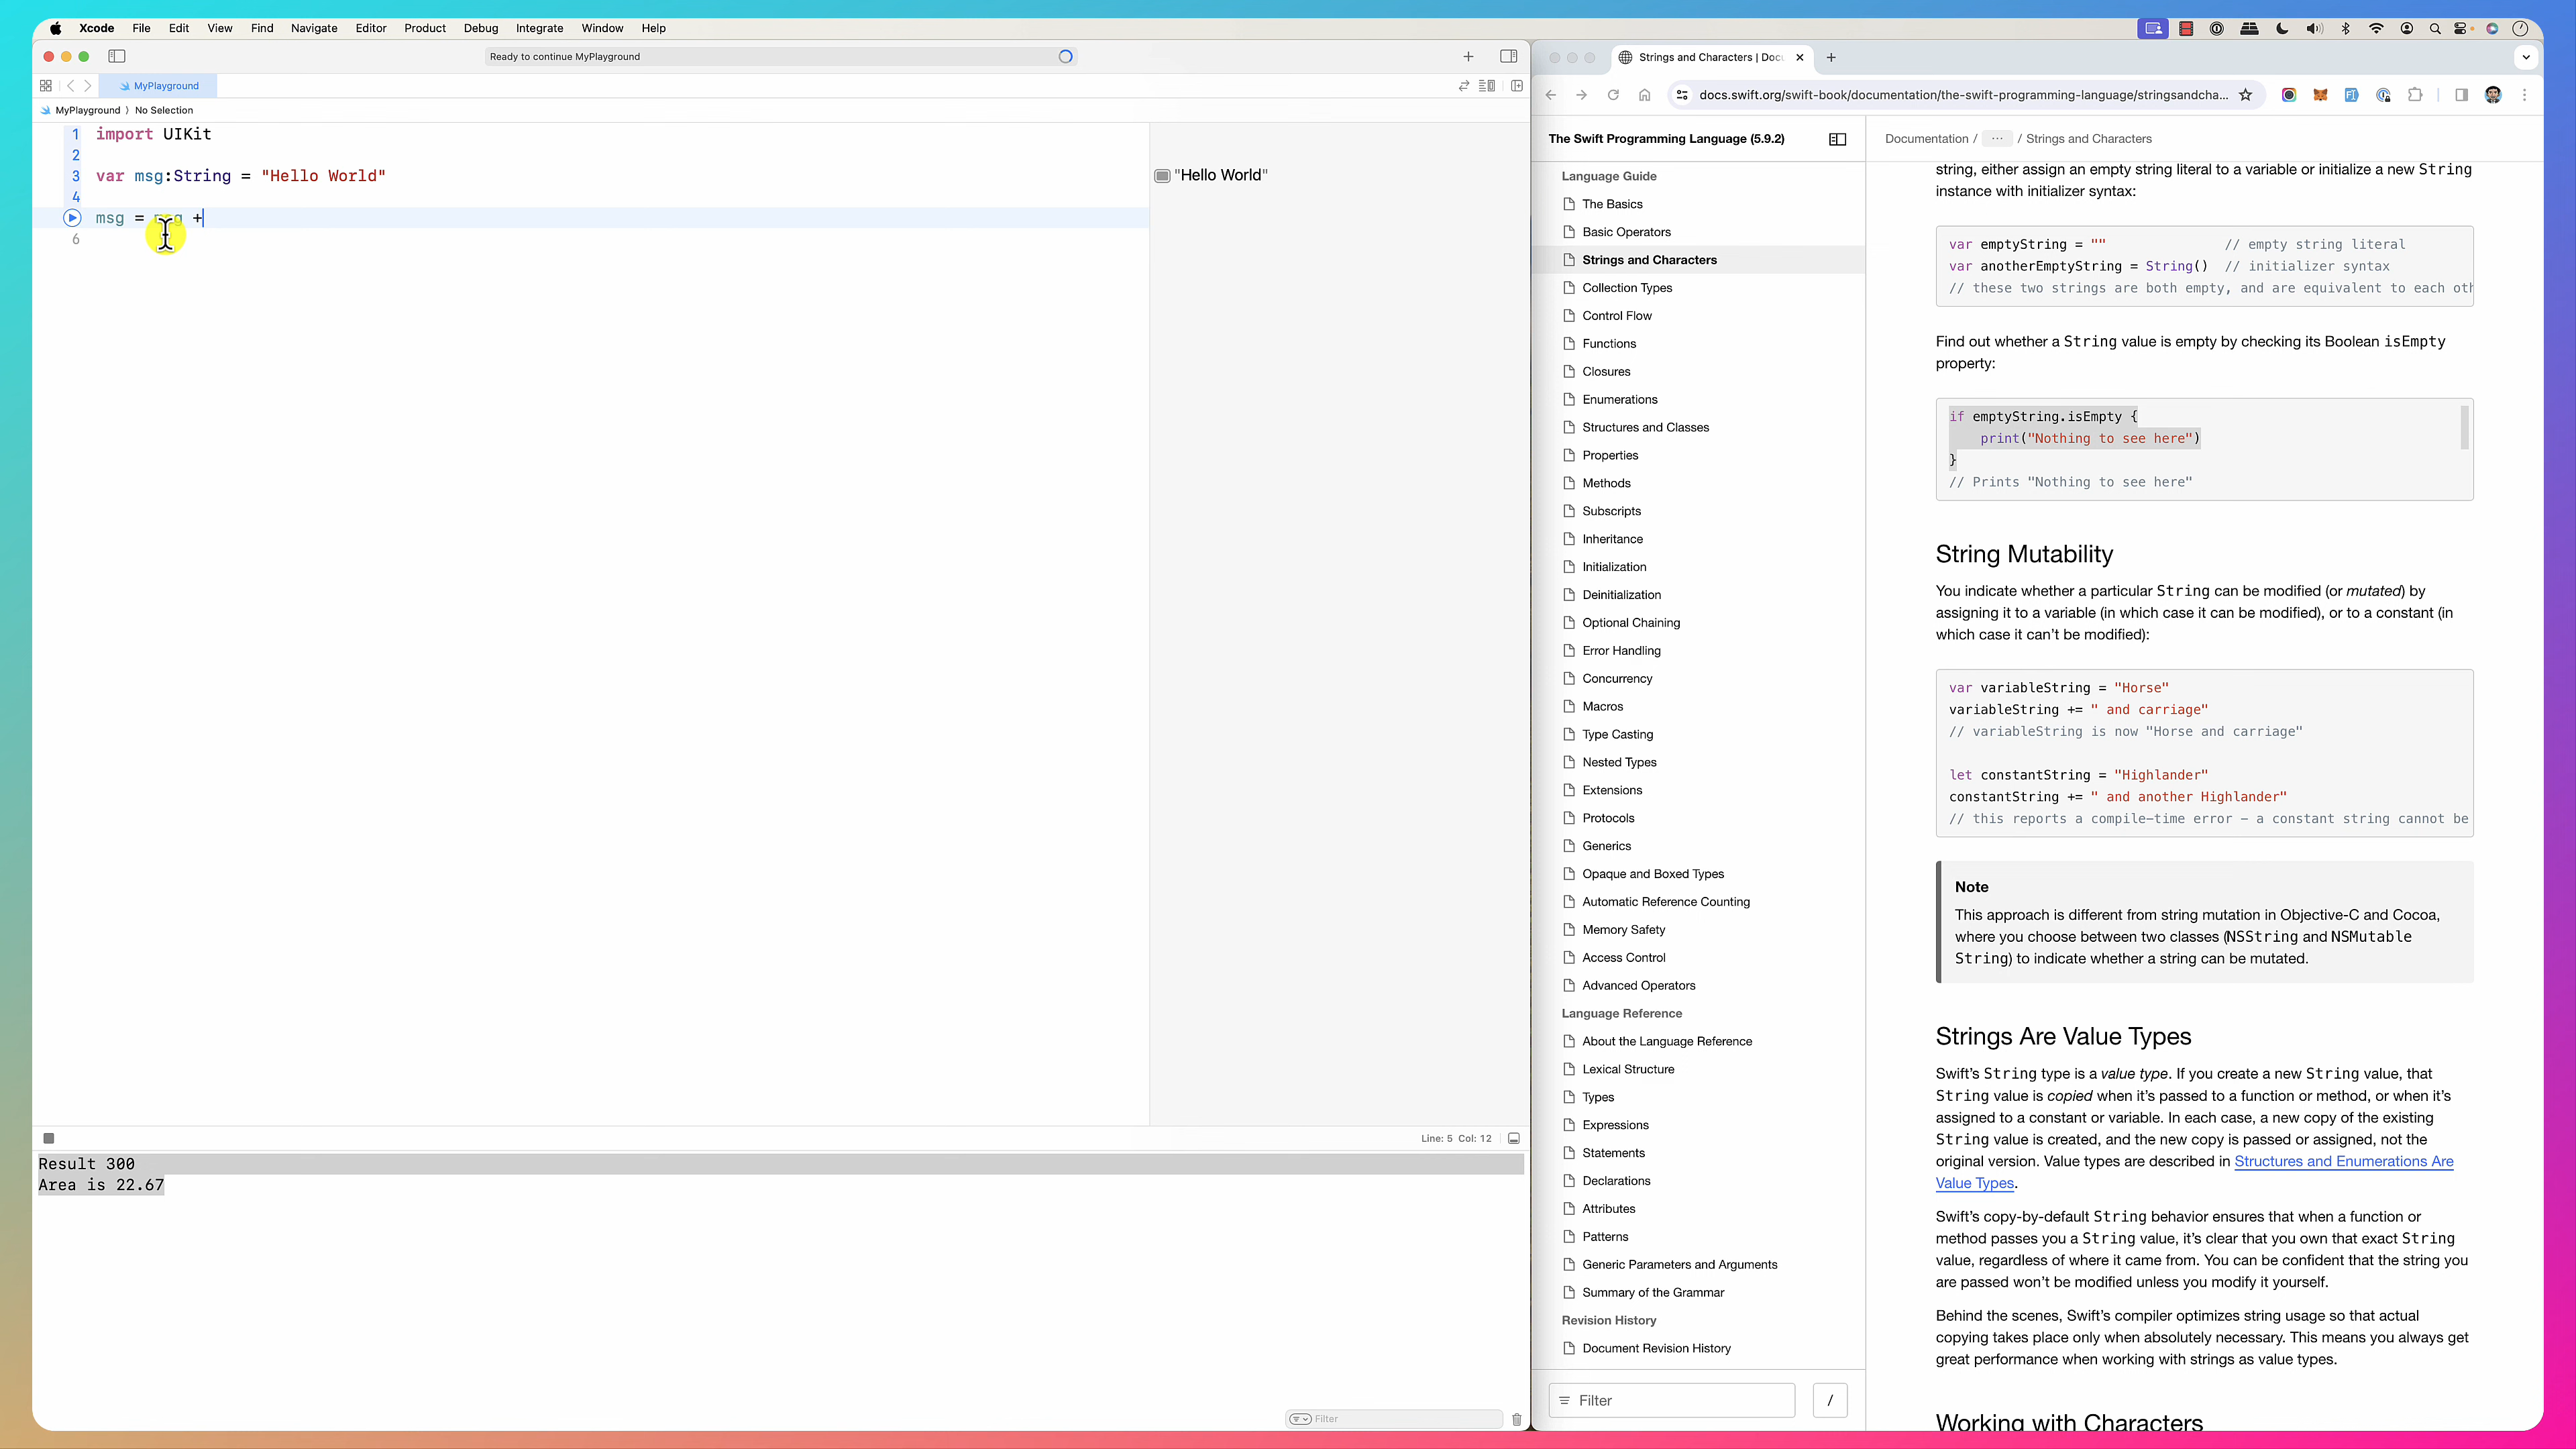 Xcode File Edit View Find Navigate Editor Product Debug Integrate Window Help
Ready to continue MyPlayground
MyPlayground
MyPlayground 〉 No Selection
1 import UIKit
2
3 var msg:String = "Hello World"
4
msg = msg +
6
"Hello World"
Line: 5 Col: 12
Result 300
Area is 22.67
Filter
Strings and Characters | Docu
docs.swift.org/swift-book/documentation/the-swift-programming-language/stringsandcha...
The Swift Programming Language (5.9.2)
Language Guide
The Basics
Basic Operators
Strings and Characters
Collection Types
Control Flow
Functions
Closures
Enumerations
Structures and Classes
Properties
Methods
Subscripts
Inheritance
Initialization
Deinitialization
Optional Chaining
Error Handling
Concurrency
Macros
Type Casting
Nested Types
Extensions
Protocols
Generics
Opaque and Boxed Types
Automatic Reference Counting
Memory Safety
Access Control
Advanced Operators
Language Reference
About the Language Reference
Lexical Structure
Types
Expressions
Statements
Declarations
Attributes
Patterns
Generic Parameters and Arguments
Summary of the Grammar
Revision History
Document Revision History
Filter
/
Documentation / ··· / Strings and Characters
string, either assign an empty string literal to a variable or initialize a new String
instance with initializer syntax:
var emptyString = "" // empty string literal
var anotherEmptyString = String() // initializer syntax
// these two strings are both empty, and are equivalent to each oth
Find out whether a String value is empty by checking its Boolean isEmpty
property:
if emptyString.isEmpty {
print("Nothing to see here")
}
// Prints "Nothing to see here"
String Mutability
You indicate whether a particular String can be modified (or mutated) by
assigning it to a variable (in which case it can be modified), or to a constant (in
which case it can't be modified):
var variableString = "Horse"
variableString += " and carriage"
// variableString is now "Horse and carriage"
let constantString = "Highlander"
constantString += " and another Highlander"
// this reports a compile-time error - a constant string cannot be
Note
This approach is different from string mutation in Objective-C and Cocoa,
where you choose between two classes (NSString and NSMutable
String) to indicate whether a string can be mutated.
Strings Are Value Types
Swift's String type is a value type. If you create a new String value, that
String value is copied when it's passed to a function or method, or when it's
assigned to a constant or variable. In each case, a new copy of the existing
String value is created, and the new copy is passed or assigned, not the
original version. Value types are described in Structures and Enumerations Are
Value Types.
Swift's copy-by-default String behavior ensures that when a function or
method passes you a String value, it's clear that you own that exact String
value, regardless of where it came from. You can be confident that the string you
are passed won't be modified unless you modify it yourself.
Behind the scenes, Swift's compiler optimizes string usage so that actual
copying takes place only when absolutely necessary. This means you always get
great performance when working with strings as value types.
Working with Characters